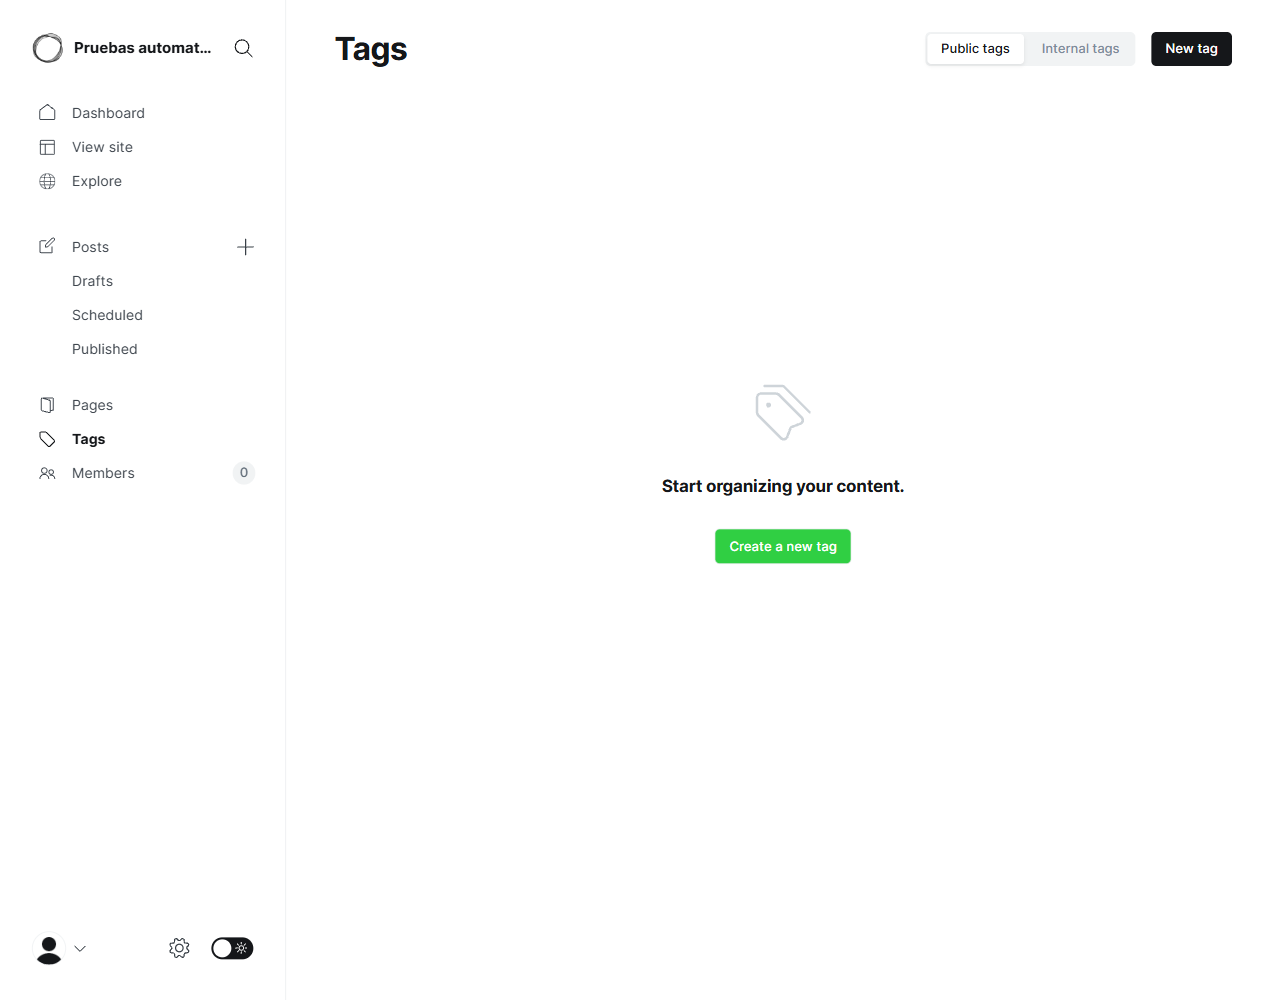 Pruebas automat...
Dashboard
View site
Explore
Posts
Drafts
Scheduled
Published
Pages
Tags
Members
0
Tags
Public tags
Internal tags
New tag
Start organizing your content.
Create a new tag